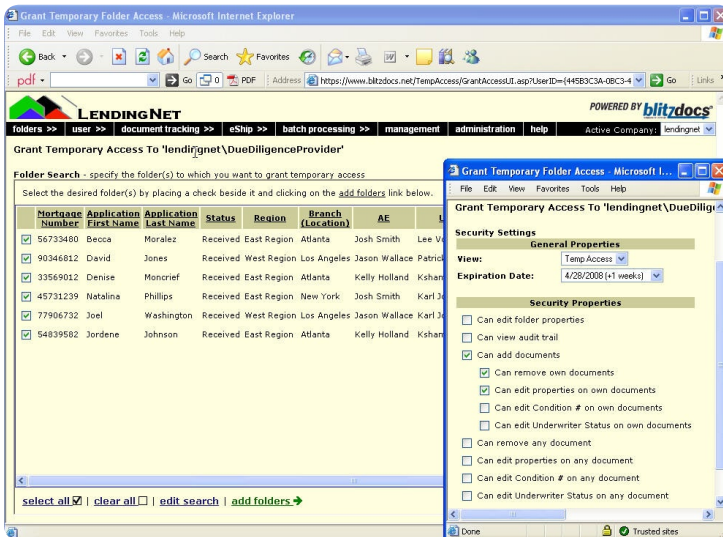 Grant Temporary Folder Access - Microsoft Internet Explorer
File Edit View Favorites Tools Help
Back Search Favorites
pdf Go 0 PDF Address https://www.blitzdocs.net/TempAccess/GrantAccessUI.asp?UserID={445B3C3A-0BC3-4 Go Links
LENDINGNET POWERED BY blitzdocs
folders >> user >> document tracking >> eShip >> batch processing >> management administration help Active Company: lendingnet
Grant Temporary Access To 'lendingnet\DueDiligenceProvider'
Folder Search - specify the folder(s) to which you want to grant temporary access
Select the desired folder(s) by placing a check beside it and clicking on the add folders link below.
Mortgage Number Application First Name Application Last Name Status Region Branch (Location) AE
56733480 Becca Moralez Received East Region Atlanta Josh Smith Lee
90346812 David Jones Received West Region Los Angeles Jason Wallace Patrick
33569012 Denise Moncrief Received East Region Atlanta Kelly Holland Ksham
45731239 Natalina Phillips Received West Region New York Josh Smith Karl
77906732 Joel Washington Received West Region Los Angeles Jason Wallace Karl
54839582 Jordene Johnson Received East Region Atlanta Kelly Holland Ksham
select all | clear all | edit search | add folders
Grant Temporary Folder Access - Microsoft I...
File Edit View Favorites Tools Help
Grant Temporary Access To 'lendingnet\DueDilig
Security Settings
General Properties
View: Temp Access
Expiration Date: 4/28/2008 (+1 weeks)
Security Properties
Can edit folder properties
Can view audit trail
Can add documents
Can remove own documents
Can edit properties on own documents
Can edit Condition # on own documents
Can edit Underwriter Status on own documents
Can remove any document
Can edit properties on any document
Can edit Condition # on any document
Can edit Underwriter Status on any document
Done Trusted sites